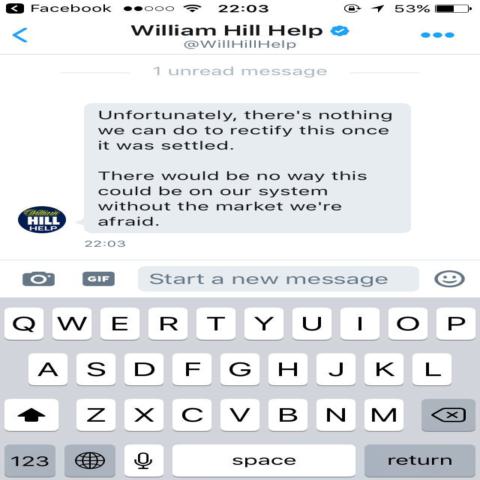 Facebook 22:03 53%
William Hill Help
@WillHillHelp
1 unread message
Unfortunately, there's nothing
we can do to rectify this once
it was settled.
There would be no way this
could be on our system
without the market we're
afraid.
William
HILL
HELP
22:03
GIF Start a new message
Q W E R T Y U I O P
A S D F G H J K L
Z X C V B N M
123 space return